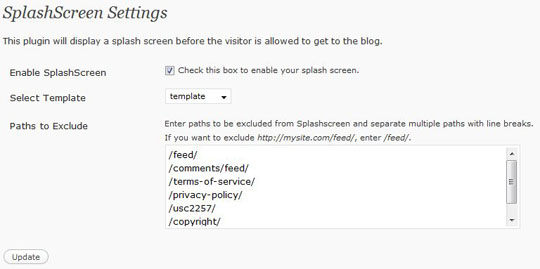 SplashScreen Settings
This plugin will display a splash screen before the visitor is allowed to get to the blog.
Enable SplashScreen
Check this box to enable your splash screen.
Select Template
template
Paths to Exclude
Enter paths to be excluded from Splashscreen and separate multiple paths with line breaks.
If you want to exclude http://mysite.com/feed/, enter /feed/.
/feed/
/comments/feed/
/terms-of-service/
/privacy-policy/
/usc2257/
/copyright/
Update